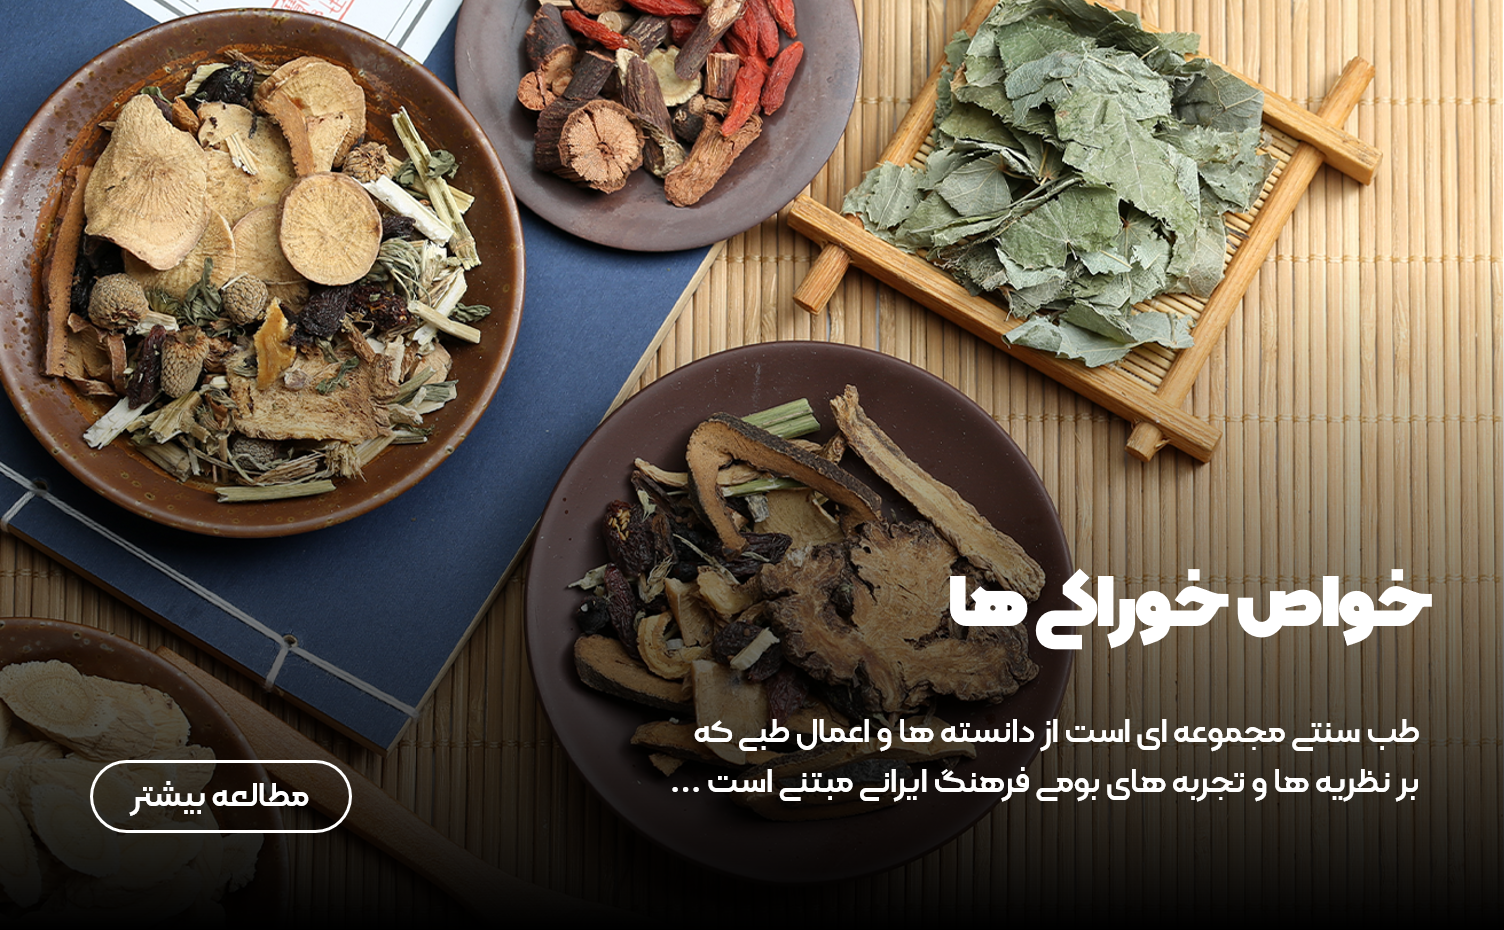 خواص خوراکی ها
طب سنتی مجموعه ای است از دانسته ها و اعمال طبی که
بر نظریه ها و تجربه های بومی فرهنگ ایرانی مبتنی است ...
مطالعه بیشتر